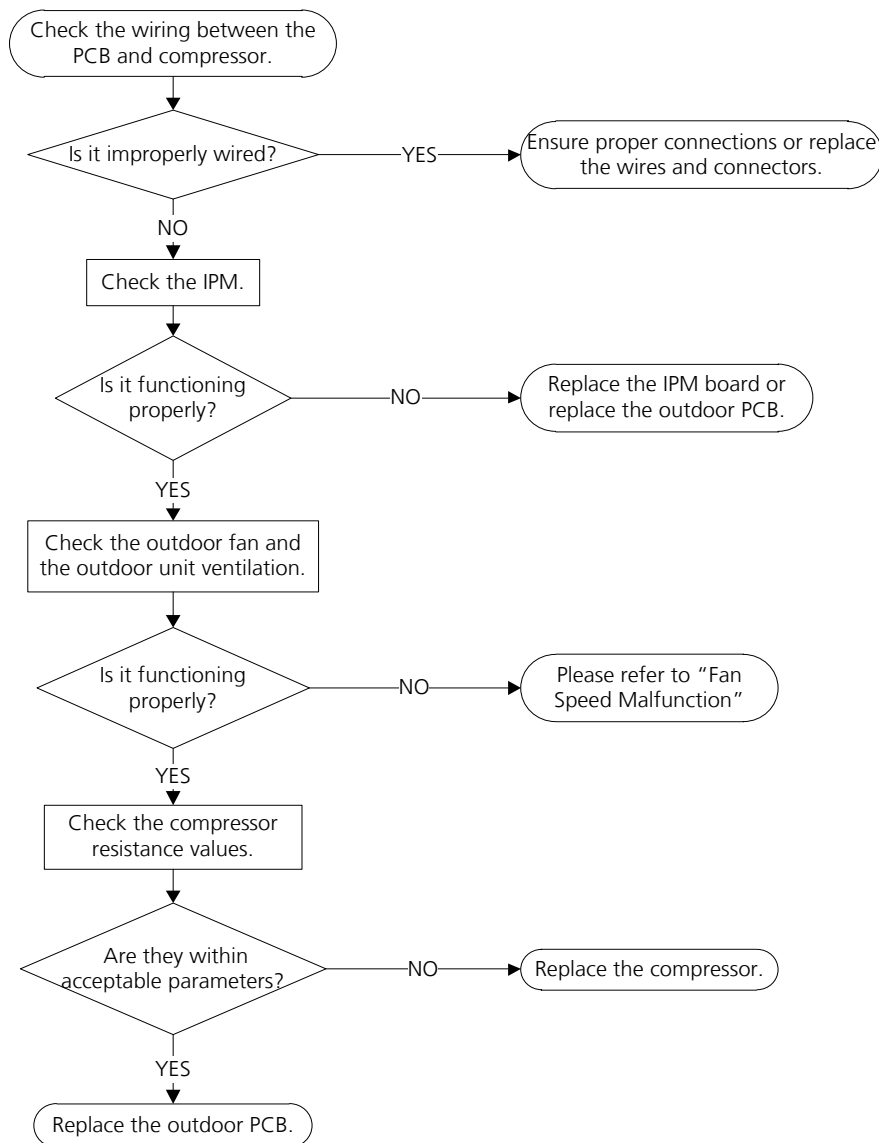 Check the wiring between the
PCB and compressor.
Is it improperly wired?
YES
Ensure proper connections or replace
the wires and connectors.
NO
Check the IPM.
Is it functioning
properly?
NO
Replace the IPM board or
replace the outdoor PCB.
YES
Check the outdoor fan and
the outdoor unit ventilation.
Is it functioning
properly?
NO
Please refer to “Fan
Speed Malfunction”
YES
Check the compressor
resistance values.
Are they within
acceptable parameters?
NO
Replace the compressor.
YES
Replace the outdoor PCB.